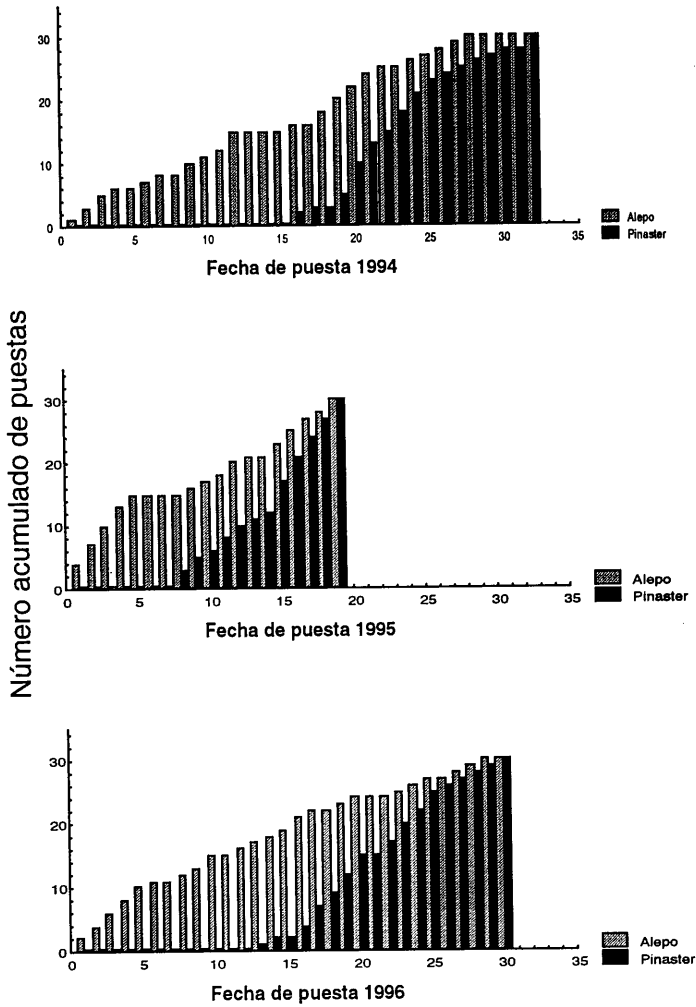 30
20
10
0
0 5 10 15 20 25 30 35
Alepo
Pinaster
Fecha de puesta 1994
Número acumulado de puestas
30
20
10
0
0 5 10 15 20 25 30 35
Alepo
Pinaster
Fecha de puesta 1995
30
20
10
0
0 5 10 15 20 25 30 35
Alepo
Pinaster
Fecha de puesta 1996